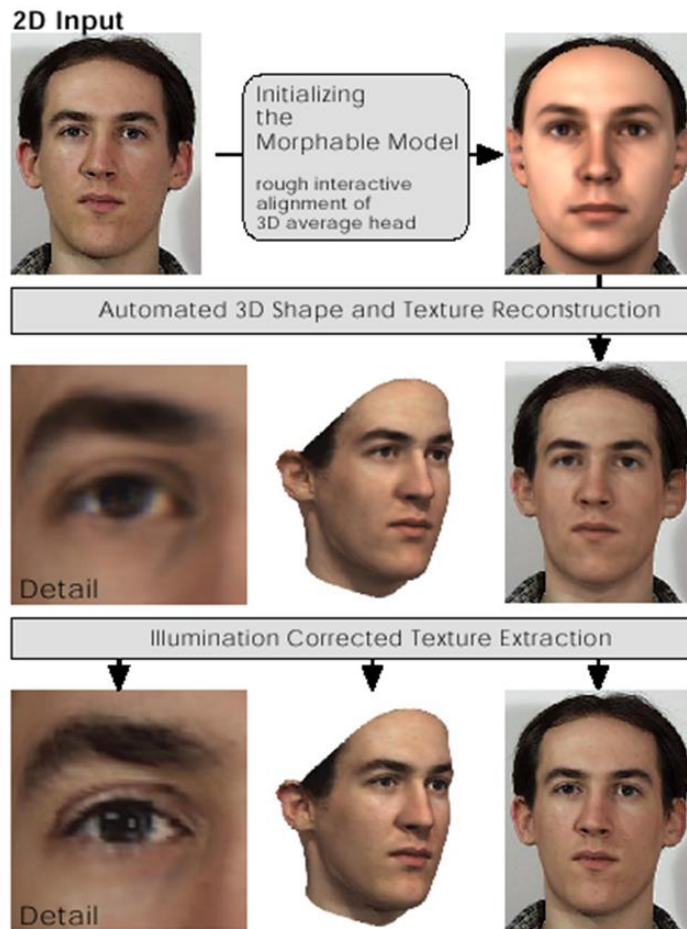 2D Input
Initializing
the
Morphable Model
rough interactive
alignment of
3D average head
Automated 3D Shape and Texture Reconstruction
Detail
Illumination Corrected Texture Extraction
Detail